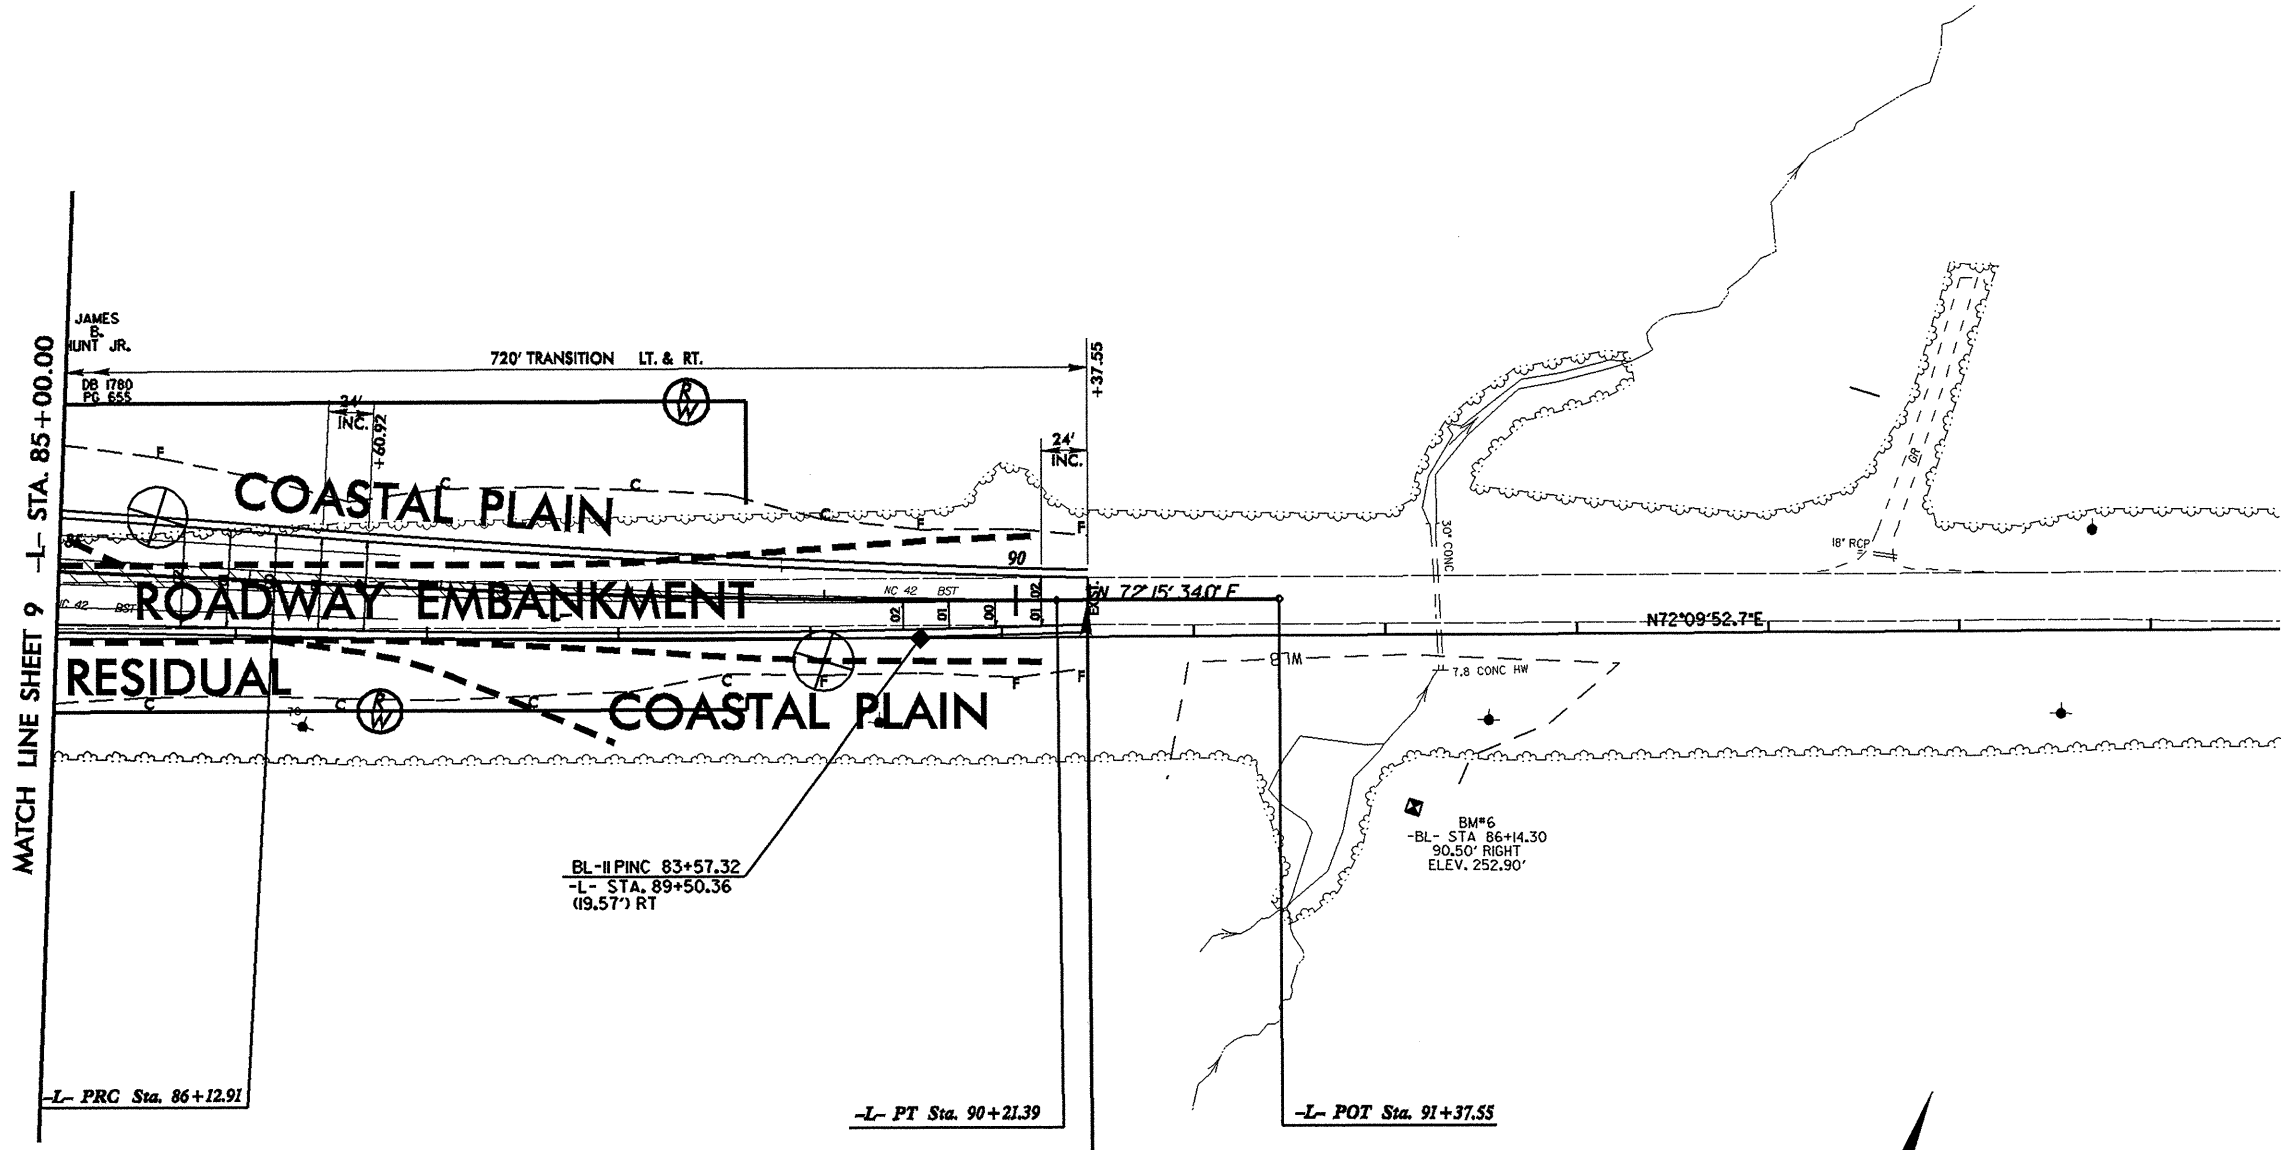 MATCH LINE SHEET 9 -L- STA. 85+00.00
JAMES
B.
HUNT JR.
DB 1780
PG 655
720' TRANSITION LT. & RT.
+37.55
24'
INC.
+60.92
R
W
24'
INC.
F
C
C
C
F
F
COASTAL PLAIN
86
90
NC 42 BST
NC 42 BST
ROADWAY EMBANKMENT
02
01
00
01
02
EXIST.
N 72° 15' 34.0" E
N72°09'52.7"E
RESIDUAL
C
C
C
C
F
F
F
R
W
COASTAL PLAIN
WLB
30" CONC
7.8 CONC HW
18" RCP
GR
BM#6
-BL- STA 86+14.30
90.50' RIGHT
ELEV. 252.90'
BL-11 PINC 83+57.32
-L- STA. 89+50.36
(19.57') RT
-L- PRC Sta. 86+12.91
-L- PT Sta. 90+21.39
-L- POT Sta. 91+37.55